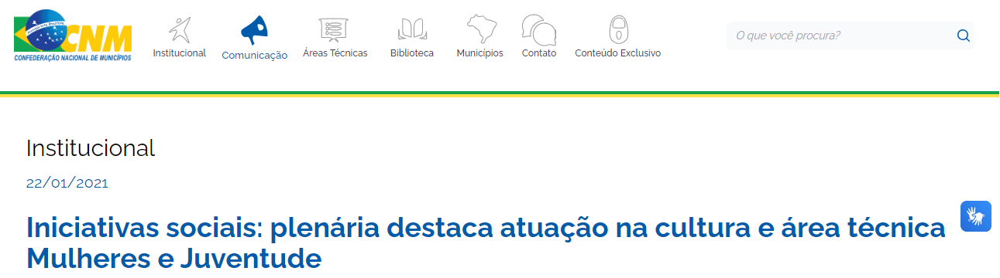 CNM
CONFEDERAÇÃO NACIONAL DE MUNICÍPIOS
Institucional
Comunicação
Áreas Técnicas
Biblioteca
Municípios
Contato
Conteúdo Exclusivo
O que você procura?
Institucional
22/01/2021
Iniciativas sociais: plenária destaca atuação na cultura e área técnica
Mulheres e Juventude